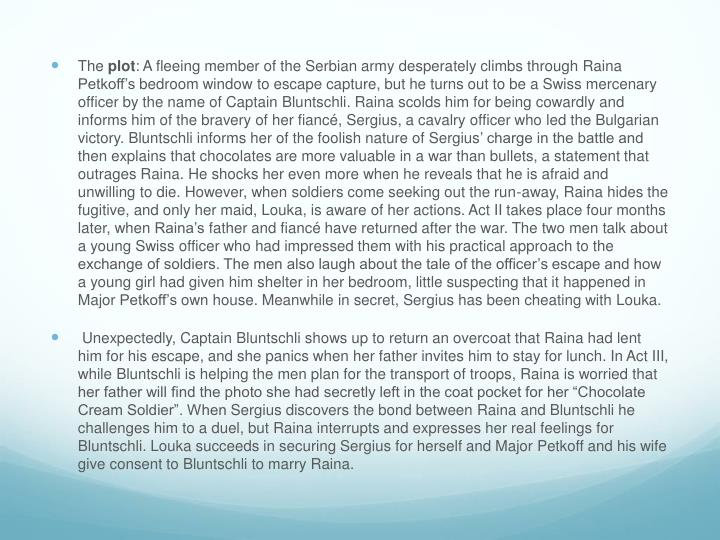 The plot: A fleeing member of the Serbian army desperately climbs through Raina
Petkoff’s bedroom window to escape capture, but he turns out to be a Swiss mercenary
officer by the name of Captain Bluntschli. Raina scolds him for being cowardly and
informs him of the bravery of her fiancé, Sergius, a cavalry officer who led the Bulgarian
victory. Bluntschli informs her of the foolish nature of Sergius’ charge in the battle and
then explains that chocolates are more valuable in a war than bullets, a statement that
outrages Raina. He shocks her even more when he reveals that he is afraid and
unwilling to die. However, when soldiers come seeking out the run-away, Raina hides the
fugitive, and only her maid, Louka, is aware of her actions. Act II takes place four months
later, when Raina’s father and fiancé have returned after the war. The two men talk about
a young Swiss officer who had impressed them with his practical approach to the
exchange of soldiers. The men also laugh about the tale of the officer’s escape and how
a young girl had given him shelter in her bedroom, little suspecting that it happened in
Major Petkoff’s own house. Meanwhile in secret, Sergius has been cheating with Louka.
Unexpectedly, Captain Bluntschli shows up to return an overcoat that Raina had lent
him for his escape, and she panics when her father invites him to stay for lunch. In Act III,
while Bluntschli is helping the men plan for the transport of troops, Raina is worried that
her father will find the photo she had secretly left in the coat pocket for her “Chocolate
Cream Soldier”. When Sergius discovers the bond between Raina and Bluntschli he
challenges him to a duel, but Raina interrupts and expresses her real feelings for
Bluntschli. Louka succeeds in securing Sergius for herself and Major Petkoff and his wife
give consent to Bluntschli to marry Raina.